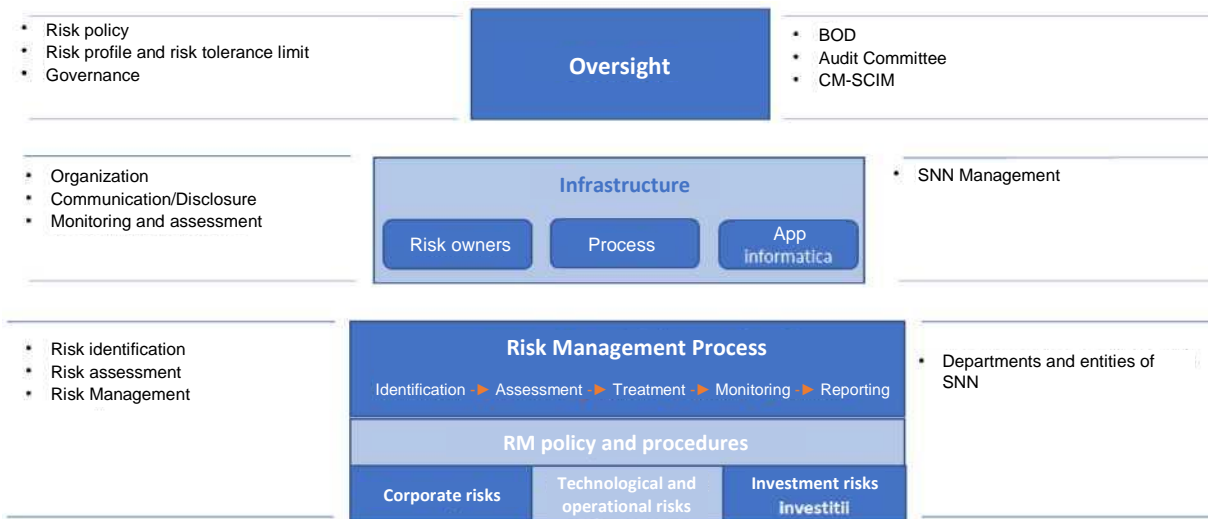 • Risk policy
• Risk profile and risk tolerance limit
• Governance
Oversight
• BOD
• Audit Committee
• CM-SCIM
• Organization
• Communication/Disclosure
• Monitoring and assessment
Infrastructure
Risk owners
Process
App
informatica
• SNN Management
• Risk identification
• Risk assessment
• Risk Management
Risk Management Process
Identification -► Assessment -► Treatment -► Monitoring -► Reporting
RM policy and procedures
Corporate risks
Technological and
operational risks
Investment risks
investitii
• Departments and entities of
SNN